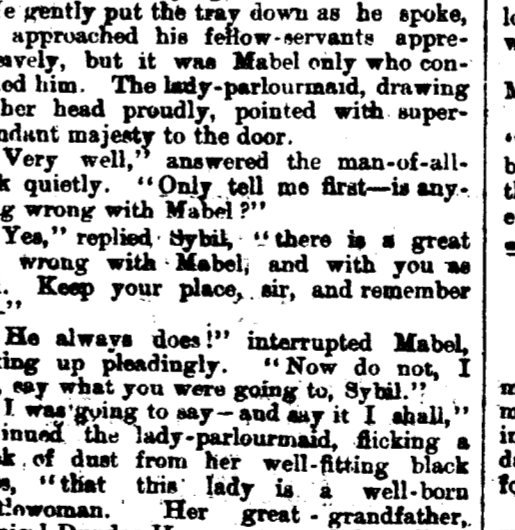 e gently put the tray down as he spoke,
approached his fellow-servants appre-
sively, but it was Mabel only who con-
ed him. The lady-parlourmaid, drawing
her head proudly, pointed with super-
ndant majesty to the door.
Very well," answered the man-of-all-
k quietly. "Only tell me first—is any-
g wrong with Mabel?"
Yes," replied Sybil, "there is a great
wrong with Mabel, and with you as
. Keep your place, sir, and remember
"
He always does!" interrupted Mabel,
ing up pleadingly. "Now do not, I
, say what you were going to, Sybil."
I was going to say—and say it I shall,"
inued the lady-parlourmaid, flicking a
k of dust from her well-fitting black
s, "that this lady is a well-born
tlewoman. Her great-grandfather,